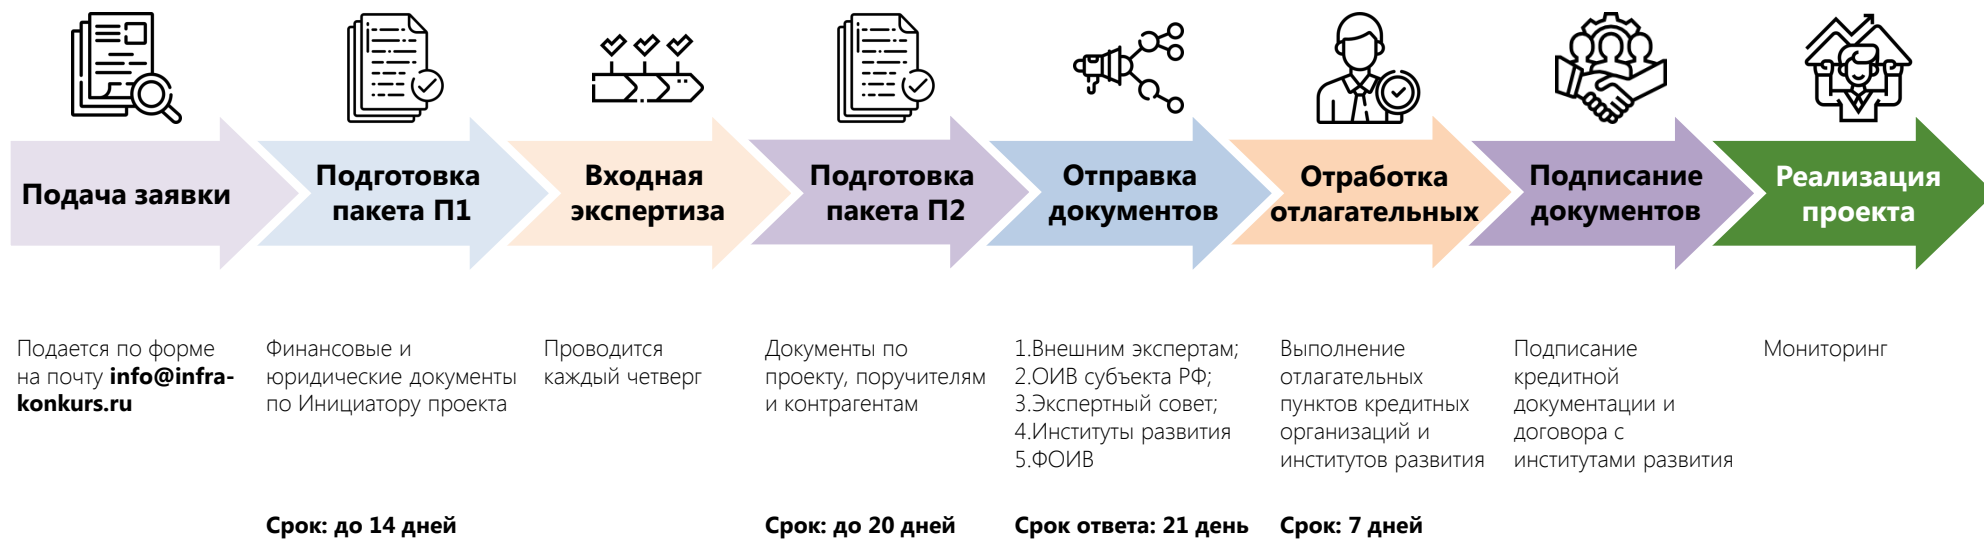 Подача заявки
Подготовка
пакета П1
Входная
экспертиза
Подготовка
пакета П2
Отправка
документов
Отработка
отлагательных
Подписание
документов
Реализация
проекта
Подается по форме
на почту info@infra-
konkurs.ru
Финансовые и
юридические документы
по Инициатору проекта
Срок: до 14 дней
Проводится
каждый четверг
Документы по
проекту, поручителям
и контрагентам
Срок: до 20 дней
1.Внешним экспертам;
2.ОИВ субъекта РФ;
3.Экспертный совет;
4.Институты развития
5.ФОИВ
Срок ответа: 21 день
Выполнение
отлагательных
пунктов кредитных
организаций и
институтов развития
Срок: 7 дней
Подписание
кредитной
документации и
договора с
институтами развития
Мониторинг